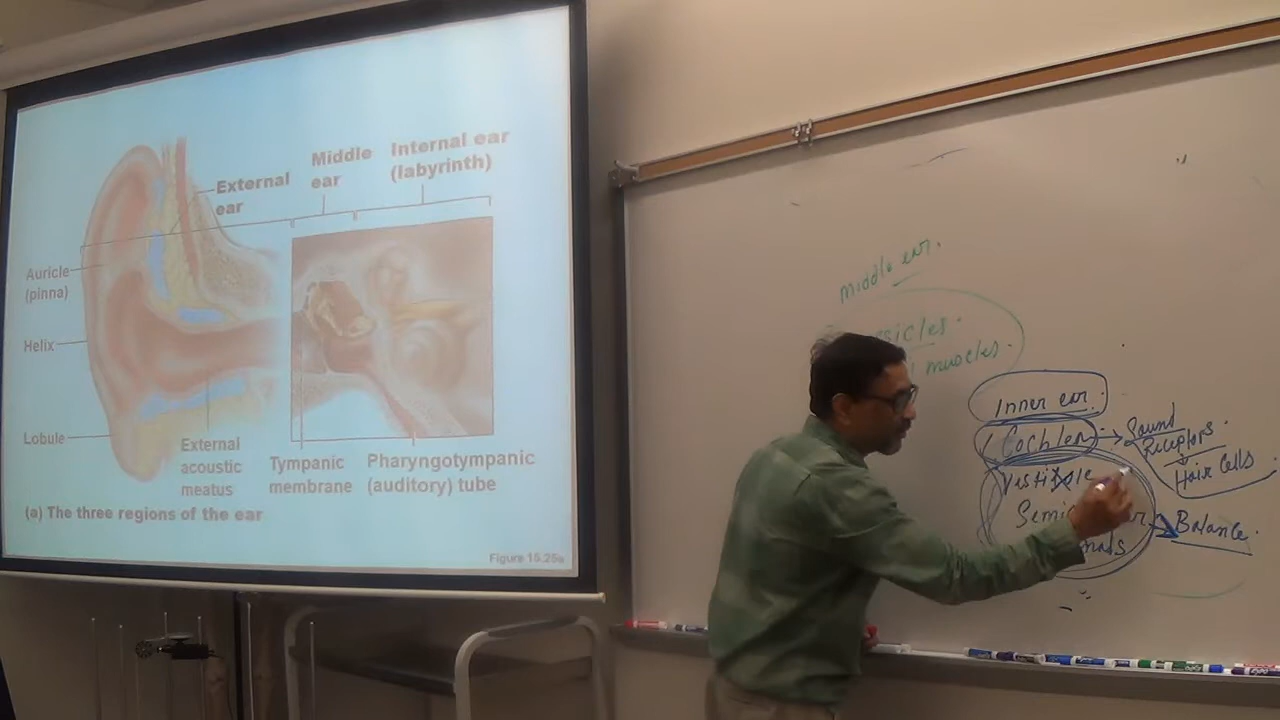 External
ear
Middle
ear
Internal ear
(labyrinth)
Auricle
(pinna)
Helix
Lobule
External
acoustic
meatus
Tympanic
membrane
Pharyngotympanic
(auditory) tube
(a) The three regions of the ear
Figure 15.25a
middle ear.
muscles.
Inner ear.
Cochlea
Sound
Receptors.
Hair Cells
Vestibule
Balance.